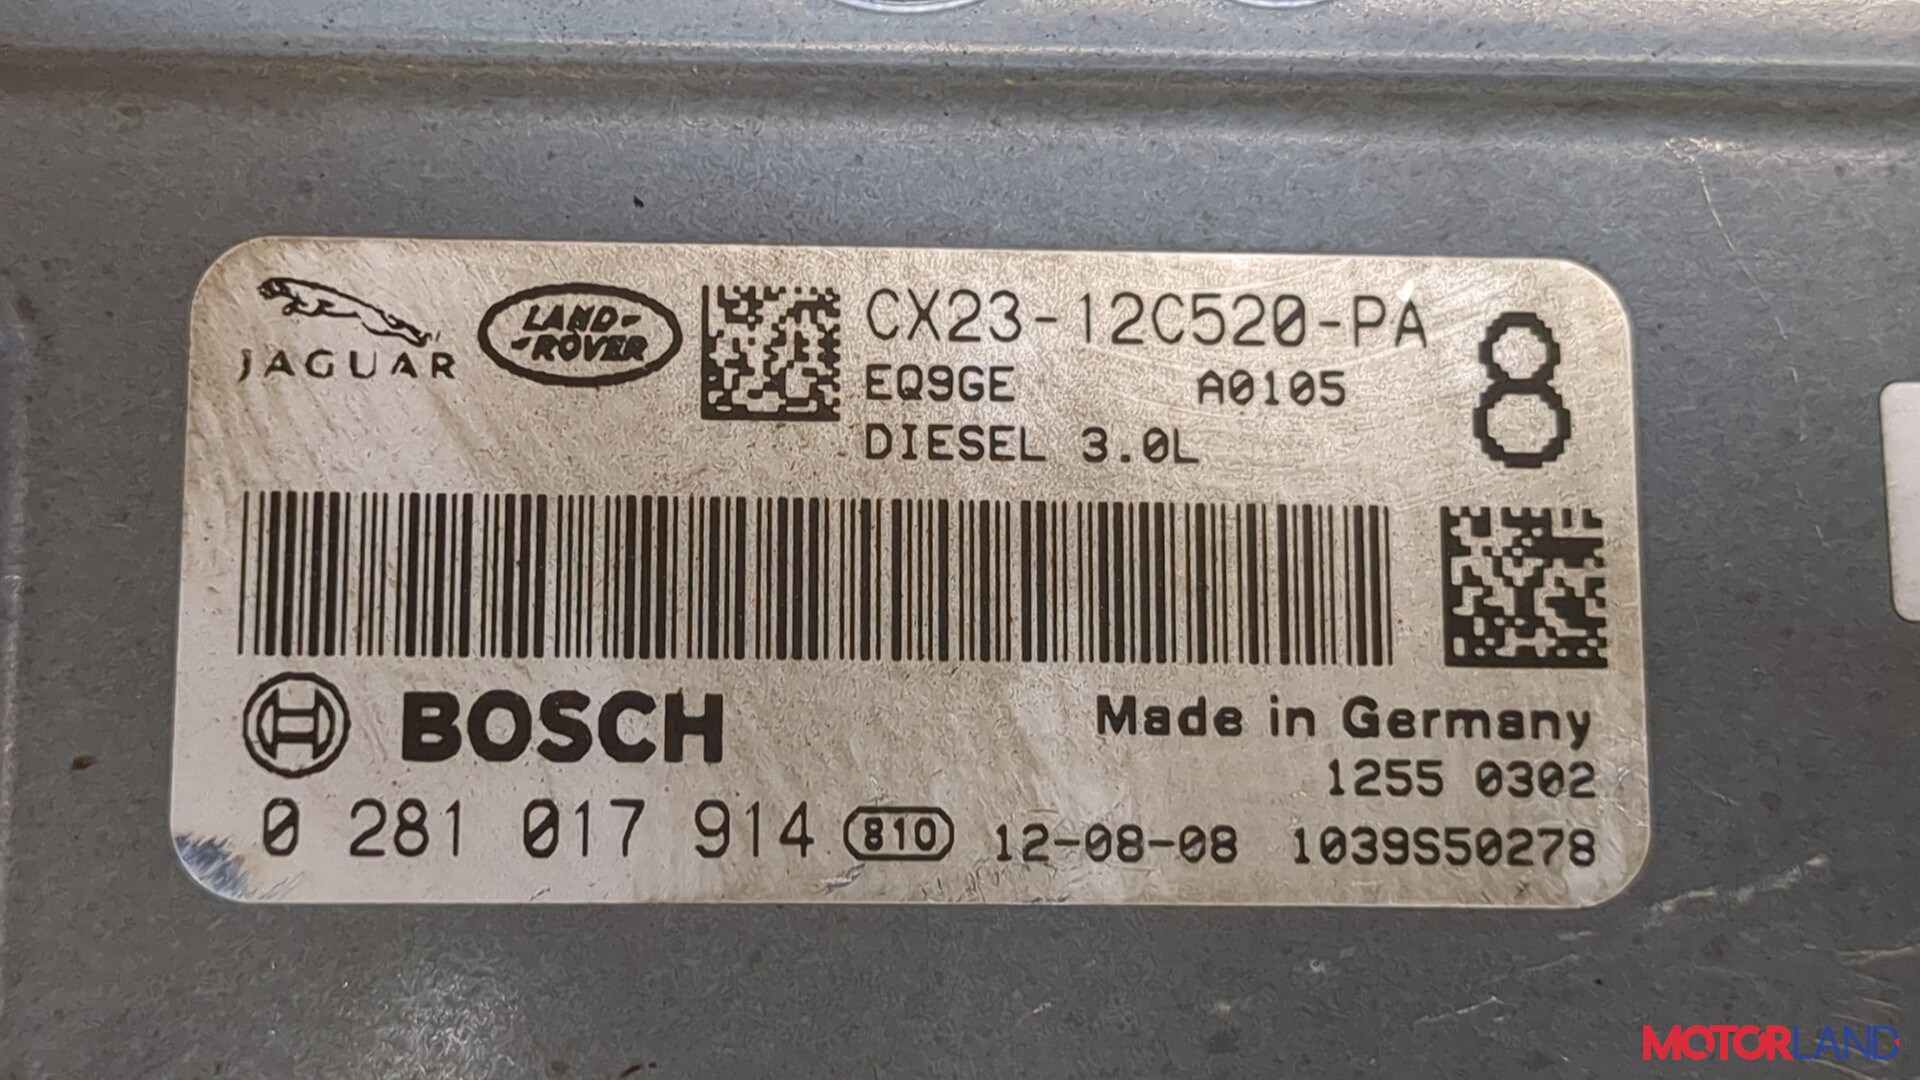 JAGUAR
LAND-
-ROVER
CX23-12C520-PA
EQ9GE A0105
DIESEL 3.0L
8
BOSCH
Made in Germany
1255 0302
0 281 017 914 810 12-08-08 1039S50278
MOTORLAND